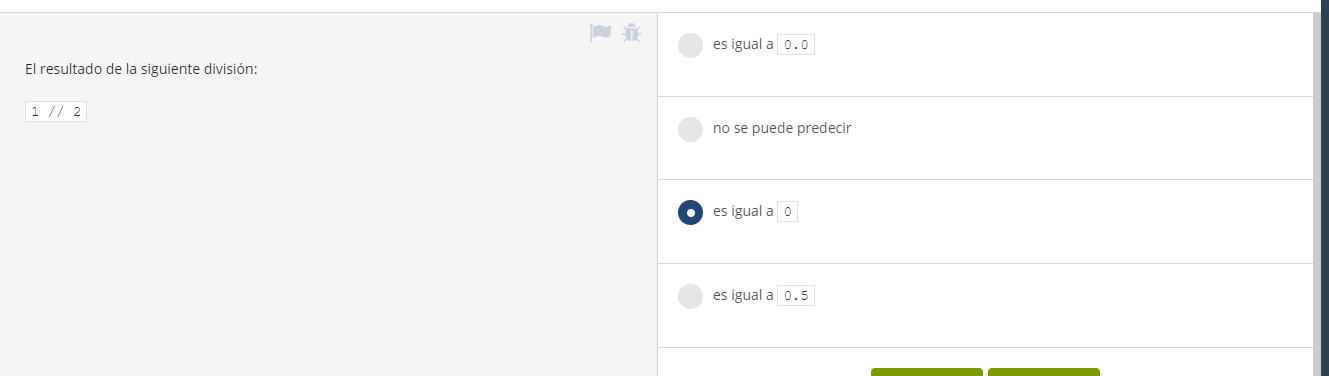 El resultado de la siguiente división:
1 // 2
es igual a 0.0
no se puede predecir
es igual a 0
es igual a 0.5